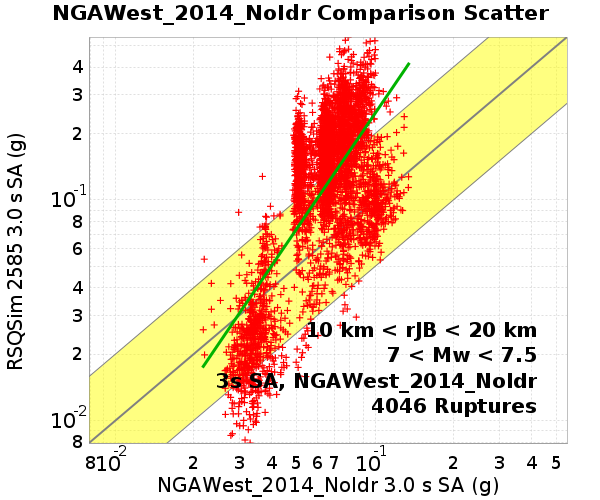 NGAWest_2014_NoIdr Comparison Scatter
4
3
2
10-1
8
6
4
3
2
10-2
8
RSQSim 2585 3.0 s SA (g)
10 km < rJB < 20 km
7 < Mw < 7.5
3s SA, NGAWest_2014_NoIdr
4046 Ruptures
8 10-2 2 3 4 5 6 7 10-1 2 3 4 5
NGAWest_2014_NoIdr 3.0 s SA (g)